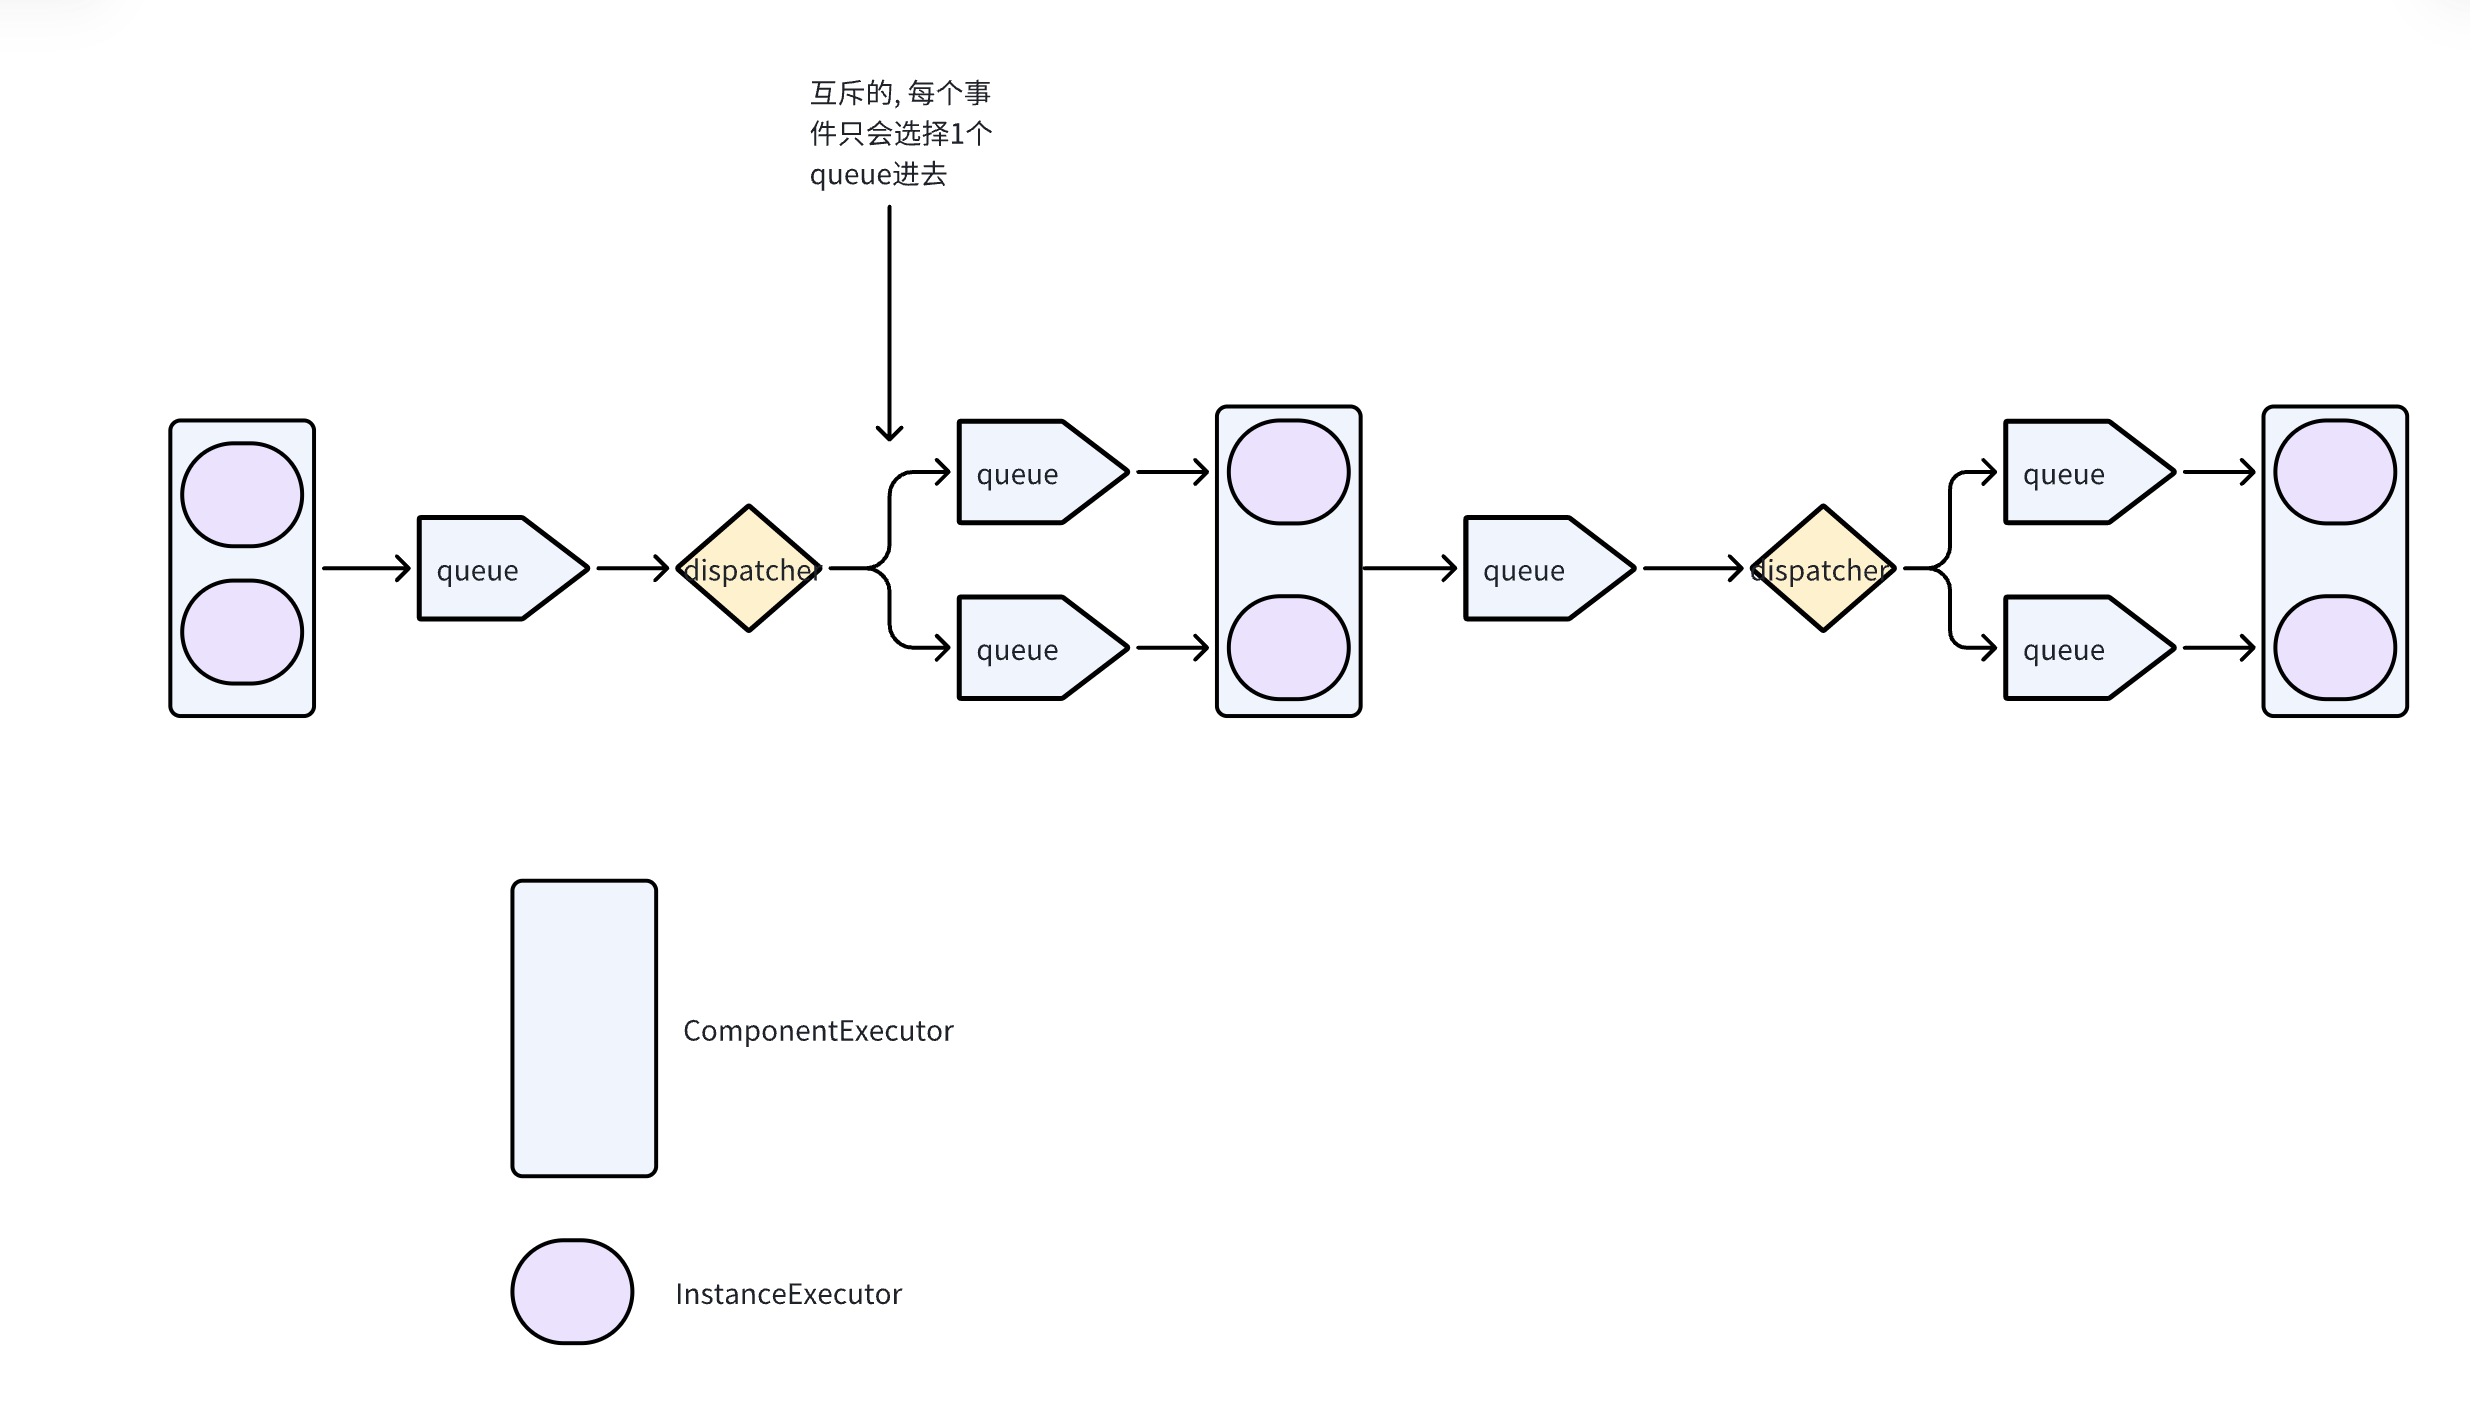 互斥的, 每个事
件只会选择1个
queue进去
queue
dispatcher
queue
queue
queue
dispatcher
queue
queue
ComponentExecutor
InstanceExecutor